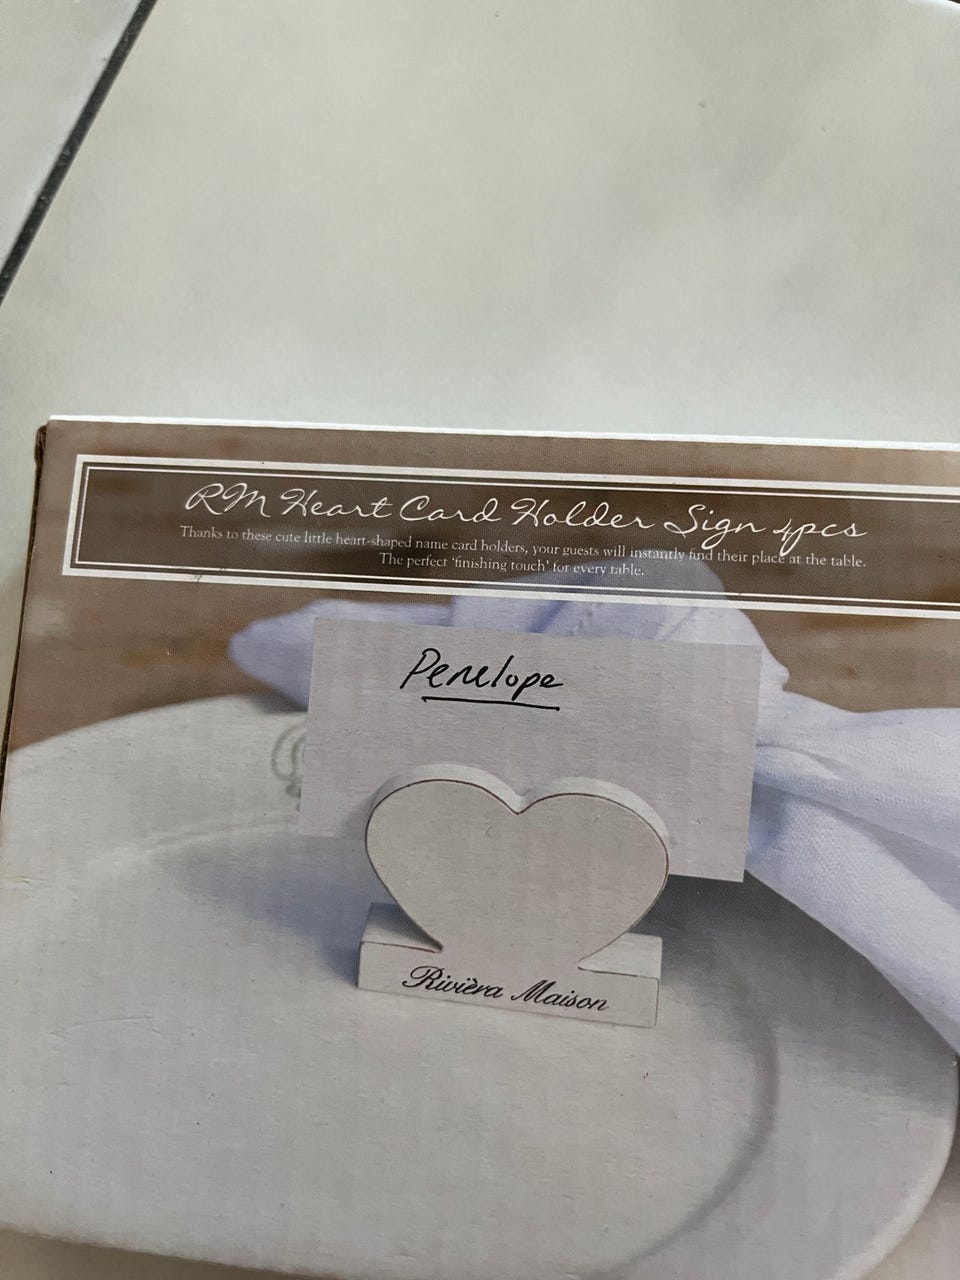 RM Heart Card Holder Sign 4pcs
Thanks to these cute little heart-shaped name card holders, your guests will instantly find their place at the table.
The perfect 'finishing touch' for every table.
Penelope
Rivièra Maison